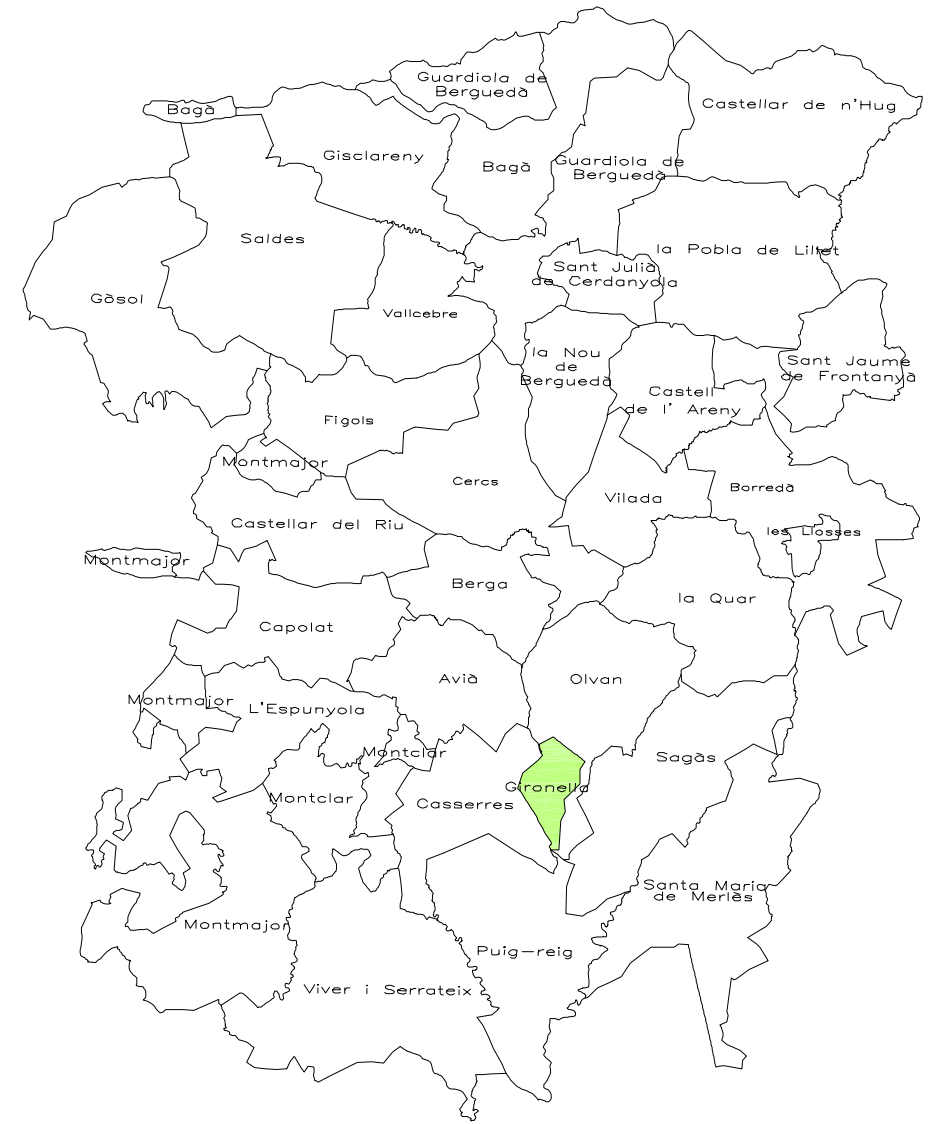 Guardiola de
Berguedà
Castellar de n'Hug
Bagà
Gisclareny
Bagà
Guardiola de
Berguedà
Saldes
la Pobla de Lillet
Sant Julià
de Cerdanyola
Gòsol
Vallcebre
la Nou
de
Berguedà
Sant Jaume
de Frontanyà
Castell
de l' Areny
Figols
Montmajor
Cercs
Borredà
Vilada
Castellar del Riu
les Llosses
Montmajor
Berga
la Quar
Capolat
Avià
Olvan
Montmajor
L'Espunyola
Montclar
Sagàs
Gironella
Montclar
Casserres
Santa Maria
de Merlès
Montmajor
Puig-reig
Viver i Serrateix